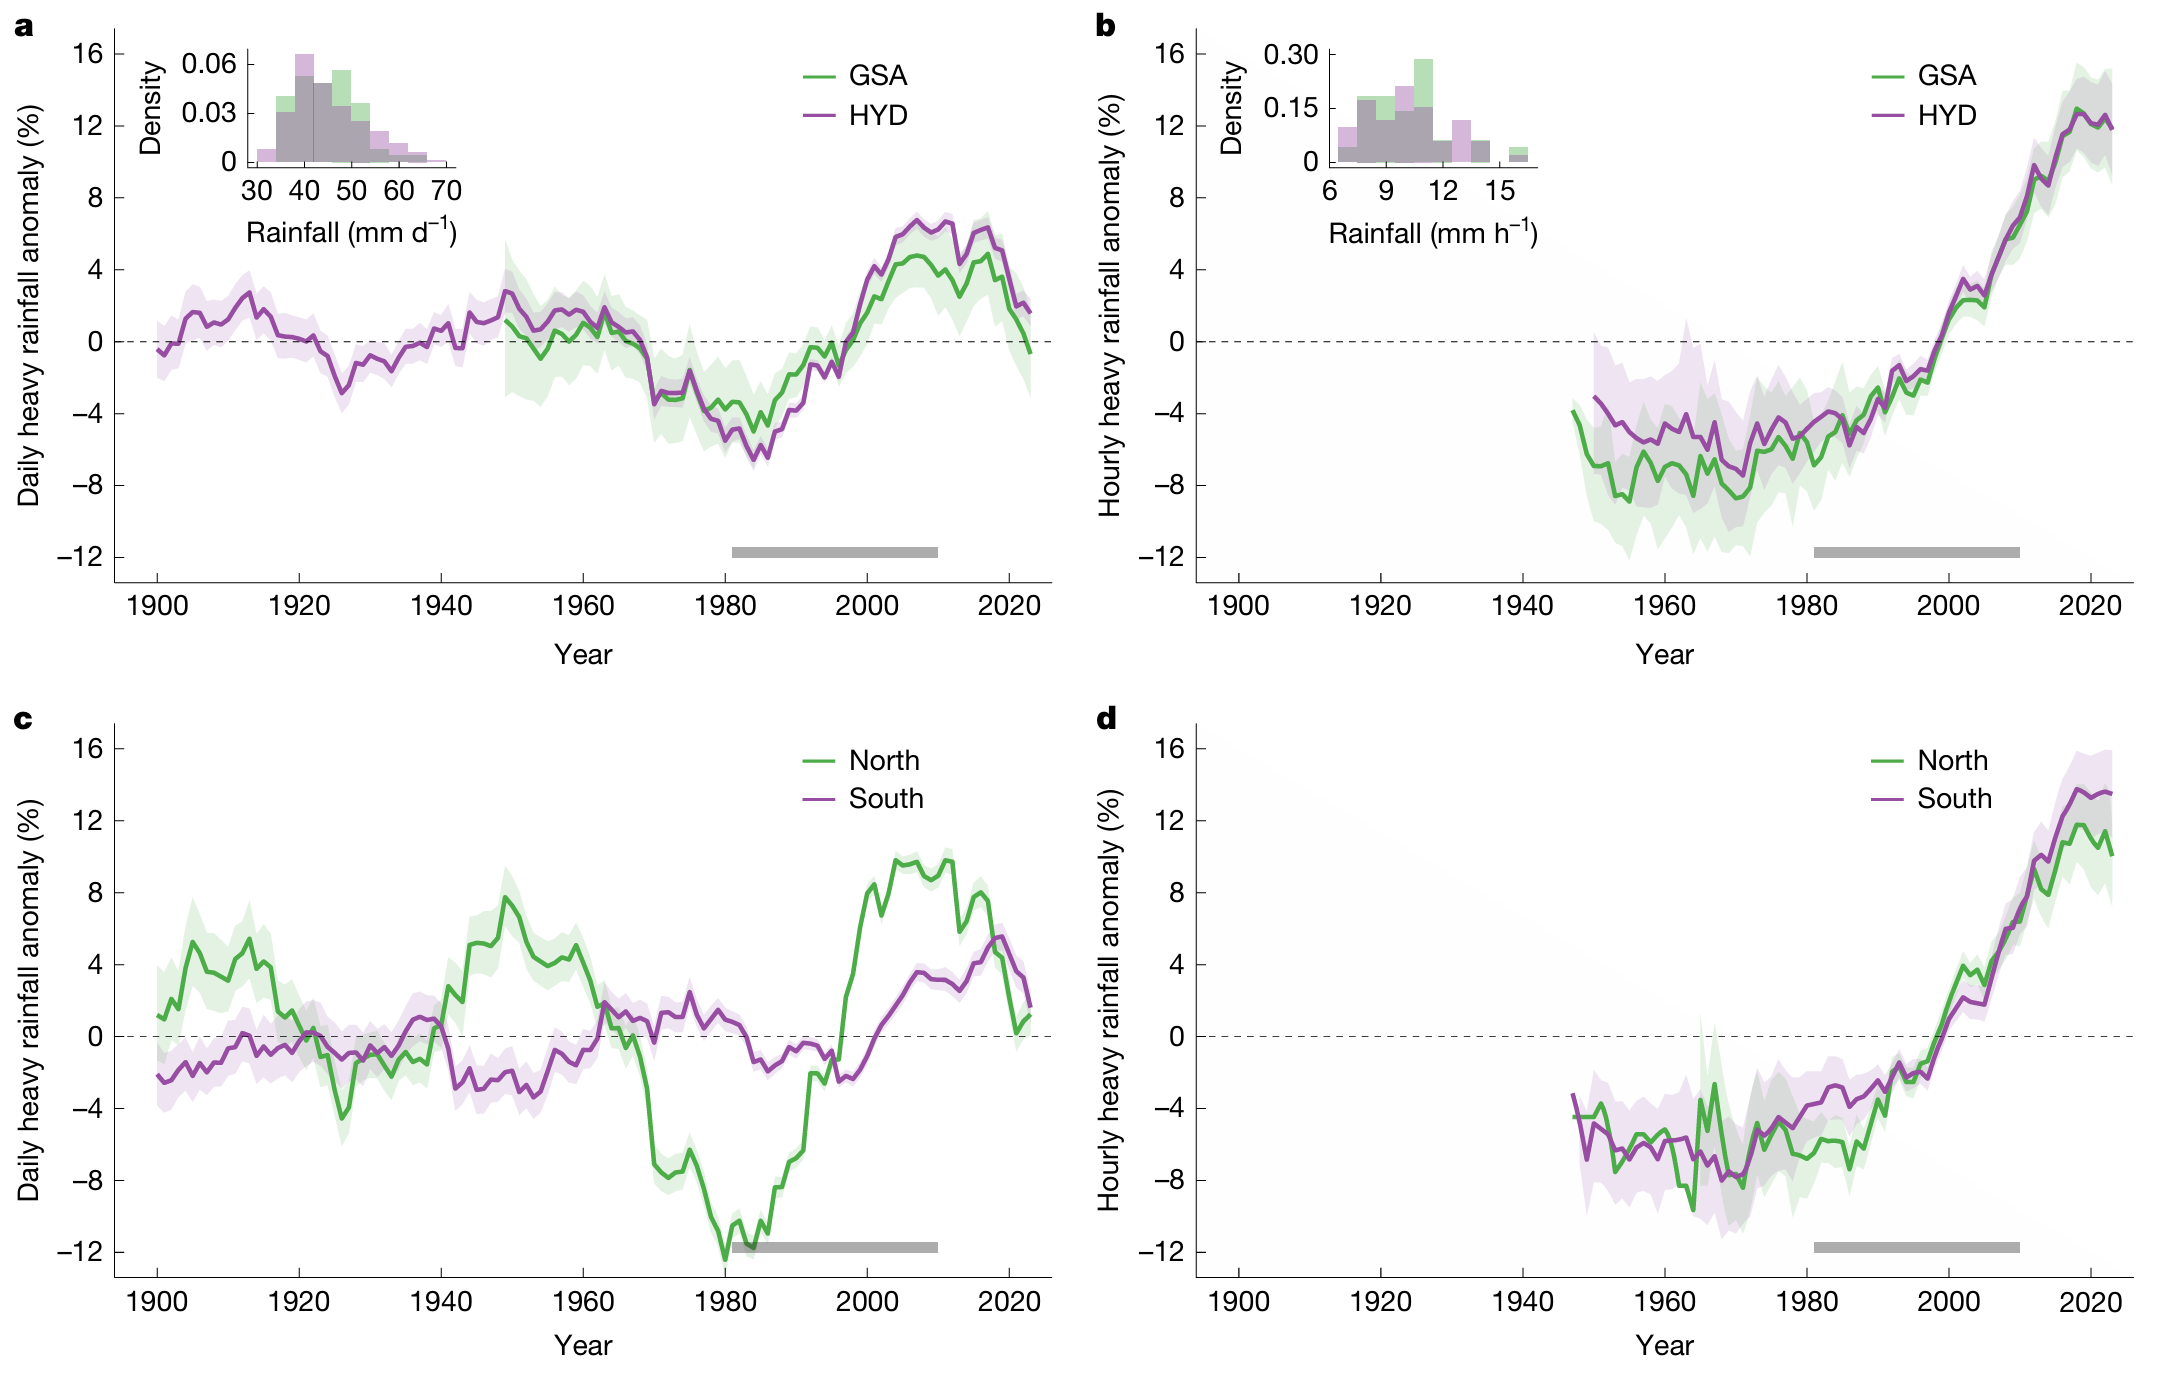 a
Daily heavy rainfall anomaly (%)
16
12
8
4
0
−4
−8
−12
1900 1920 1940 1960 1980 2000 2020
Year
GSA
HYD
Density
0.06
0.03
0
30 40 50 60 70
Rainfall (mm d−1)
b
Hourly heavy rainfall anomaly (%)
16
12
8
4
0
−4
−8
−12
1900 1920 1940 1960 1980 2000 2020
Year
GSA
HYD
Density
0.30
0.15
0
6 9 12 15
Rainfall (mm h−1)
c
Daily heavy rainfall anomaly (%)
16
12
8
4
0
−4
−8
−12
1900 1920 1940 1960 1980 2000 2020
Year
North
South
d
Hourly heavy rainfall anomaly (%)
16
12
8
4
0
−4
−8
−12
1900 1920 1940 1960 1980 2000 2020
Year
North
South